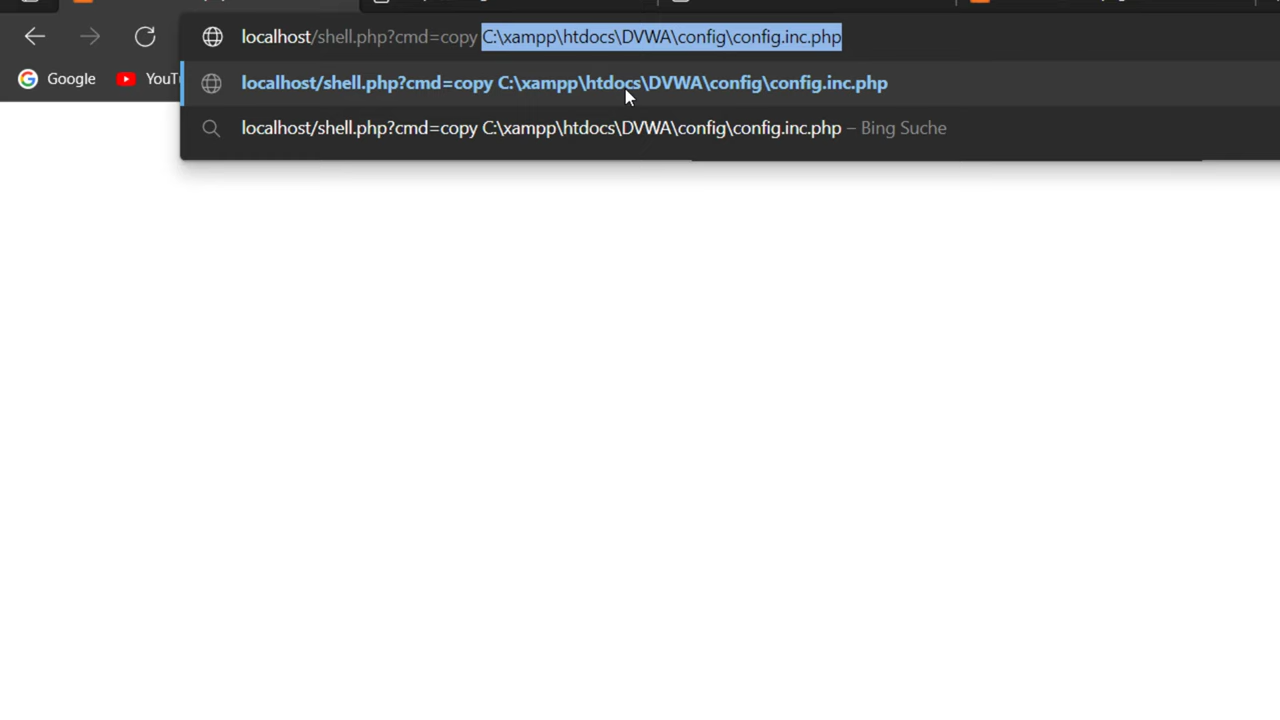 localhost/shell.php?cmd=copy C:\xampp\htdocs\DVWA\config\config.inc.php
Google YouTu
localhost/shell.php?cmd=copy C:\xampp\htdocs\DVWA\config\config.inc.php
localhost/shell.php?cmd=copy C:\xampp\htdocs\DVWA\config\config.inc.php – Bing Suche